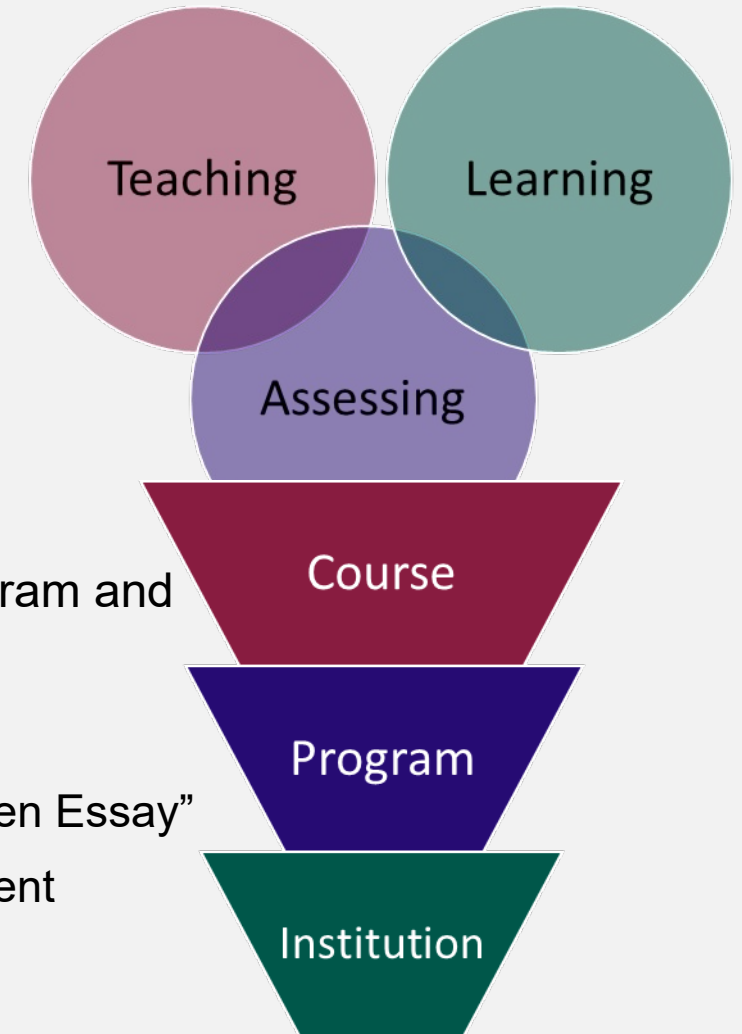 Teaching
Learning
Assessing
Course
ram and
Program
en Essay”
ent
Institution